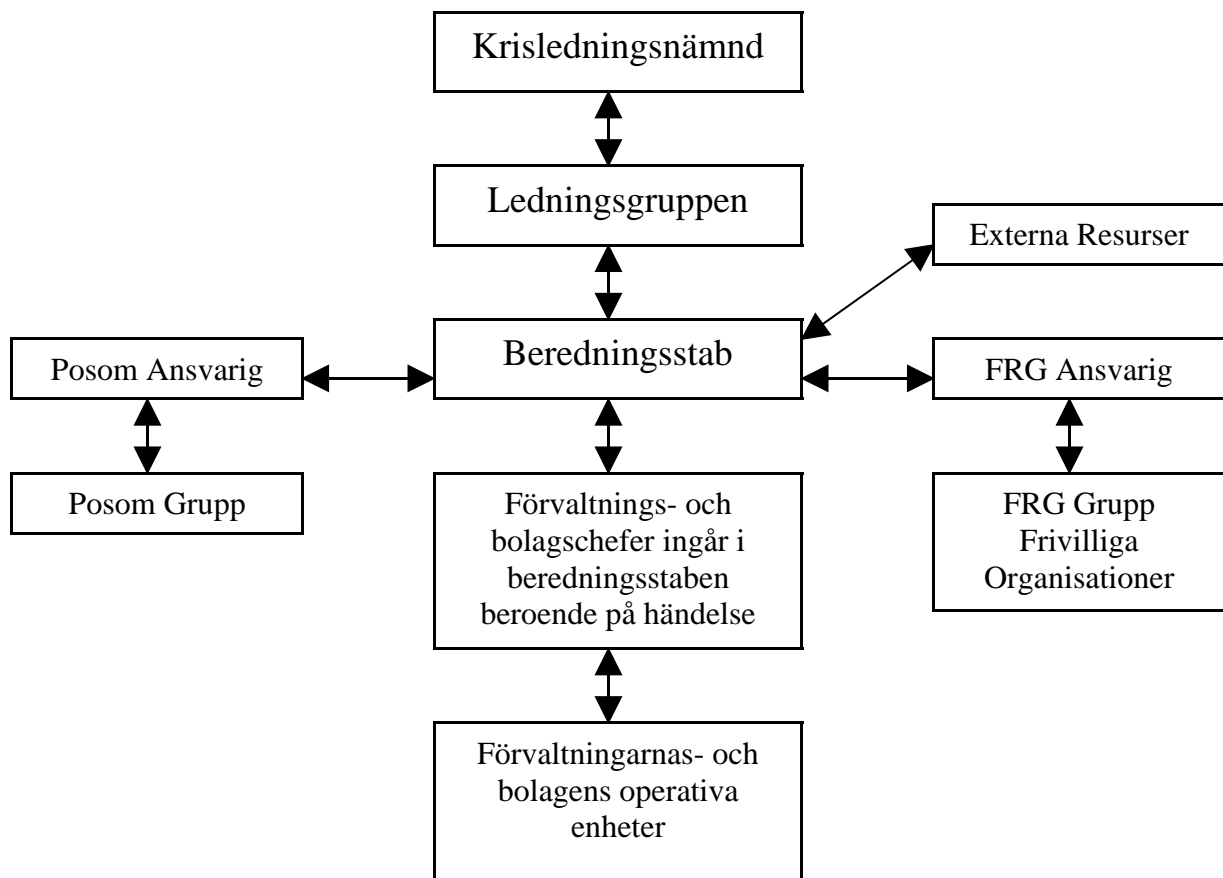 Krisledningsnämnd
Ledningsgruppen
Externa Resurser
Beredningsstab
Posom Ansvarig
FRG Ansvarig
Posom Grupp
Förvaltnings- och
bolagschefer ingår i
beredningsstaben
beroende på händelse
FRG Grupp
Frivilliga
Organisationer
Förvaltningarnas- och
bolagens operativa
enheter